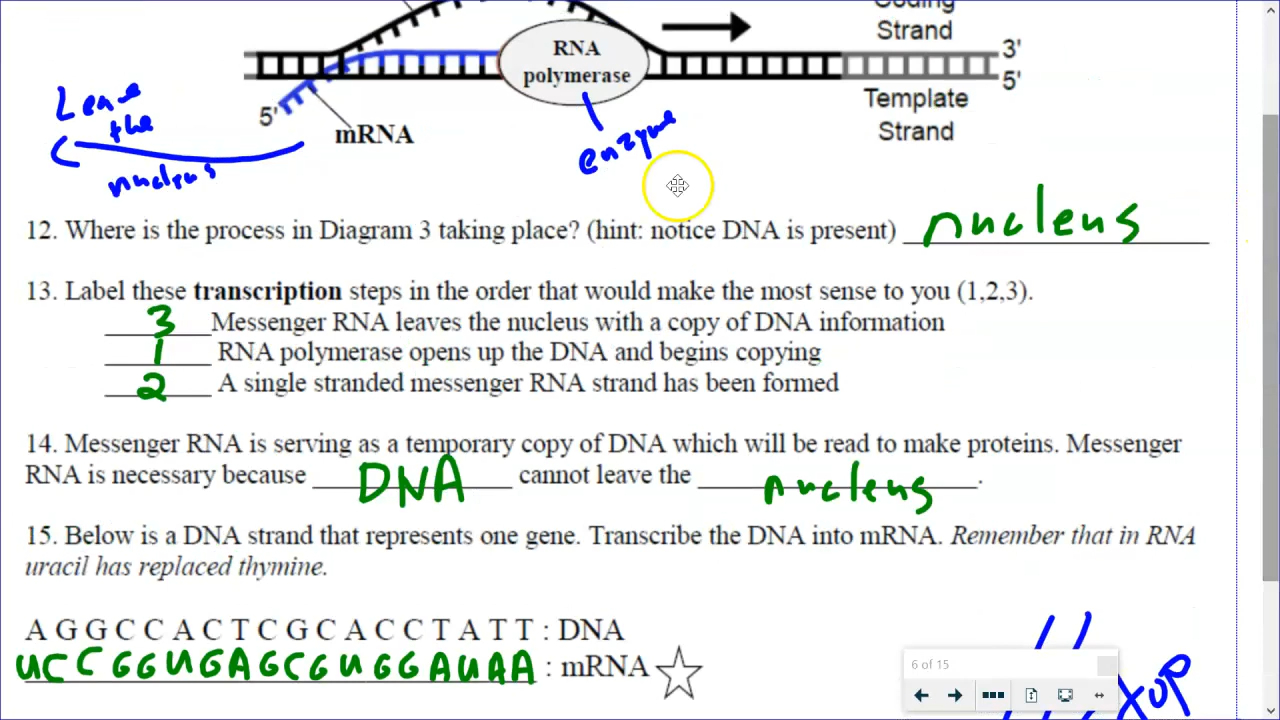 Coding
Strand
RNA
polymerase
3'
5'
Template
Strand
5'
mRNA
Leave
the
nucleus
enzyme
12. Where is the process in Diagram 3 taking place? (hint: notice DNA is present) nucleus
13. Label these transcription steps in the order that would make the most sense to you (1,2,3).
3 Messenger RNA leaves the nucleus with a copy of DNA information
1 RNA polymerase opens up the DNA and begins copying
2 A single stranded messenger RNA strand has been formed
14. Messenger RNA is serving as a temporary copy of DNA which will be read to make proteins. Messenger
RNA is necessary because DNA cannot leave the nucleus.
15. Below is a DNA strand that represents one gene. Transcribe the DNA into mRNA. Remember that in RNA
uracil has replaced thymine.
A G G C C A C T C G C A C C T A T T : DNA
U C C G G U G A G C G U G G A U A A : mRNA
6 of 15